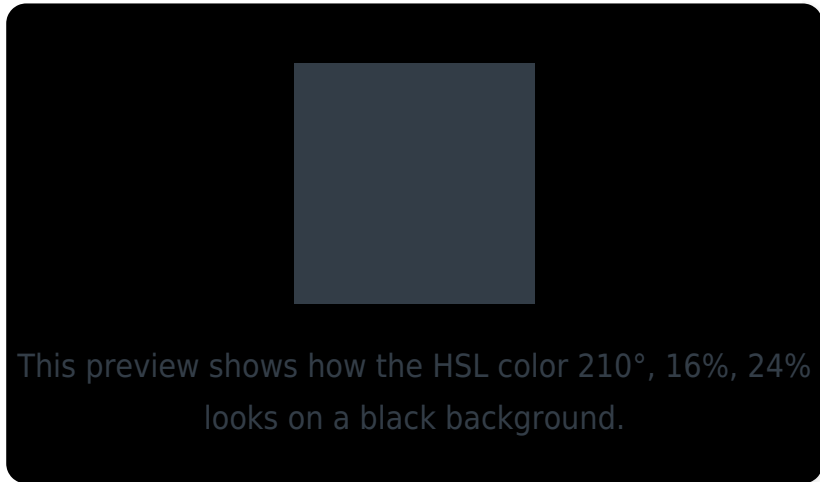 This preview shows how the HSL color 210°, 16%, 24%
looks on a black background.